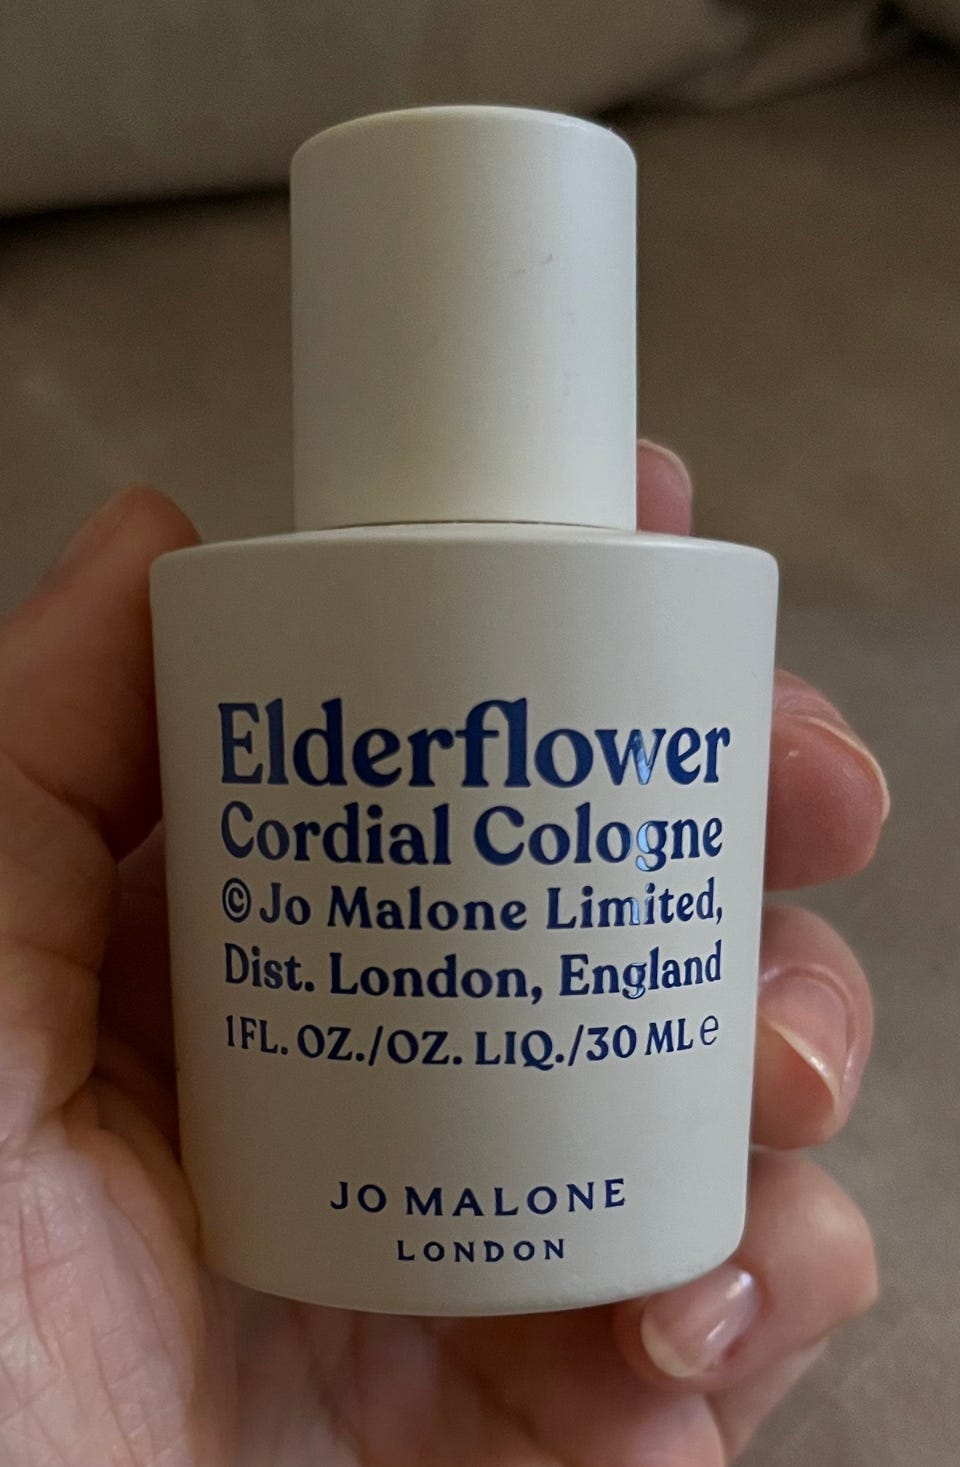 Elderflower
Cordial Cologne
© Jo Malone Limited,
Dist. London, England
1FL. OZ./OZ. LIQ./30 ML ℮
JO MALONE
LONDON